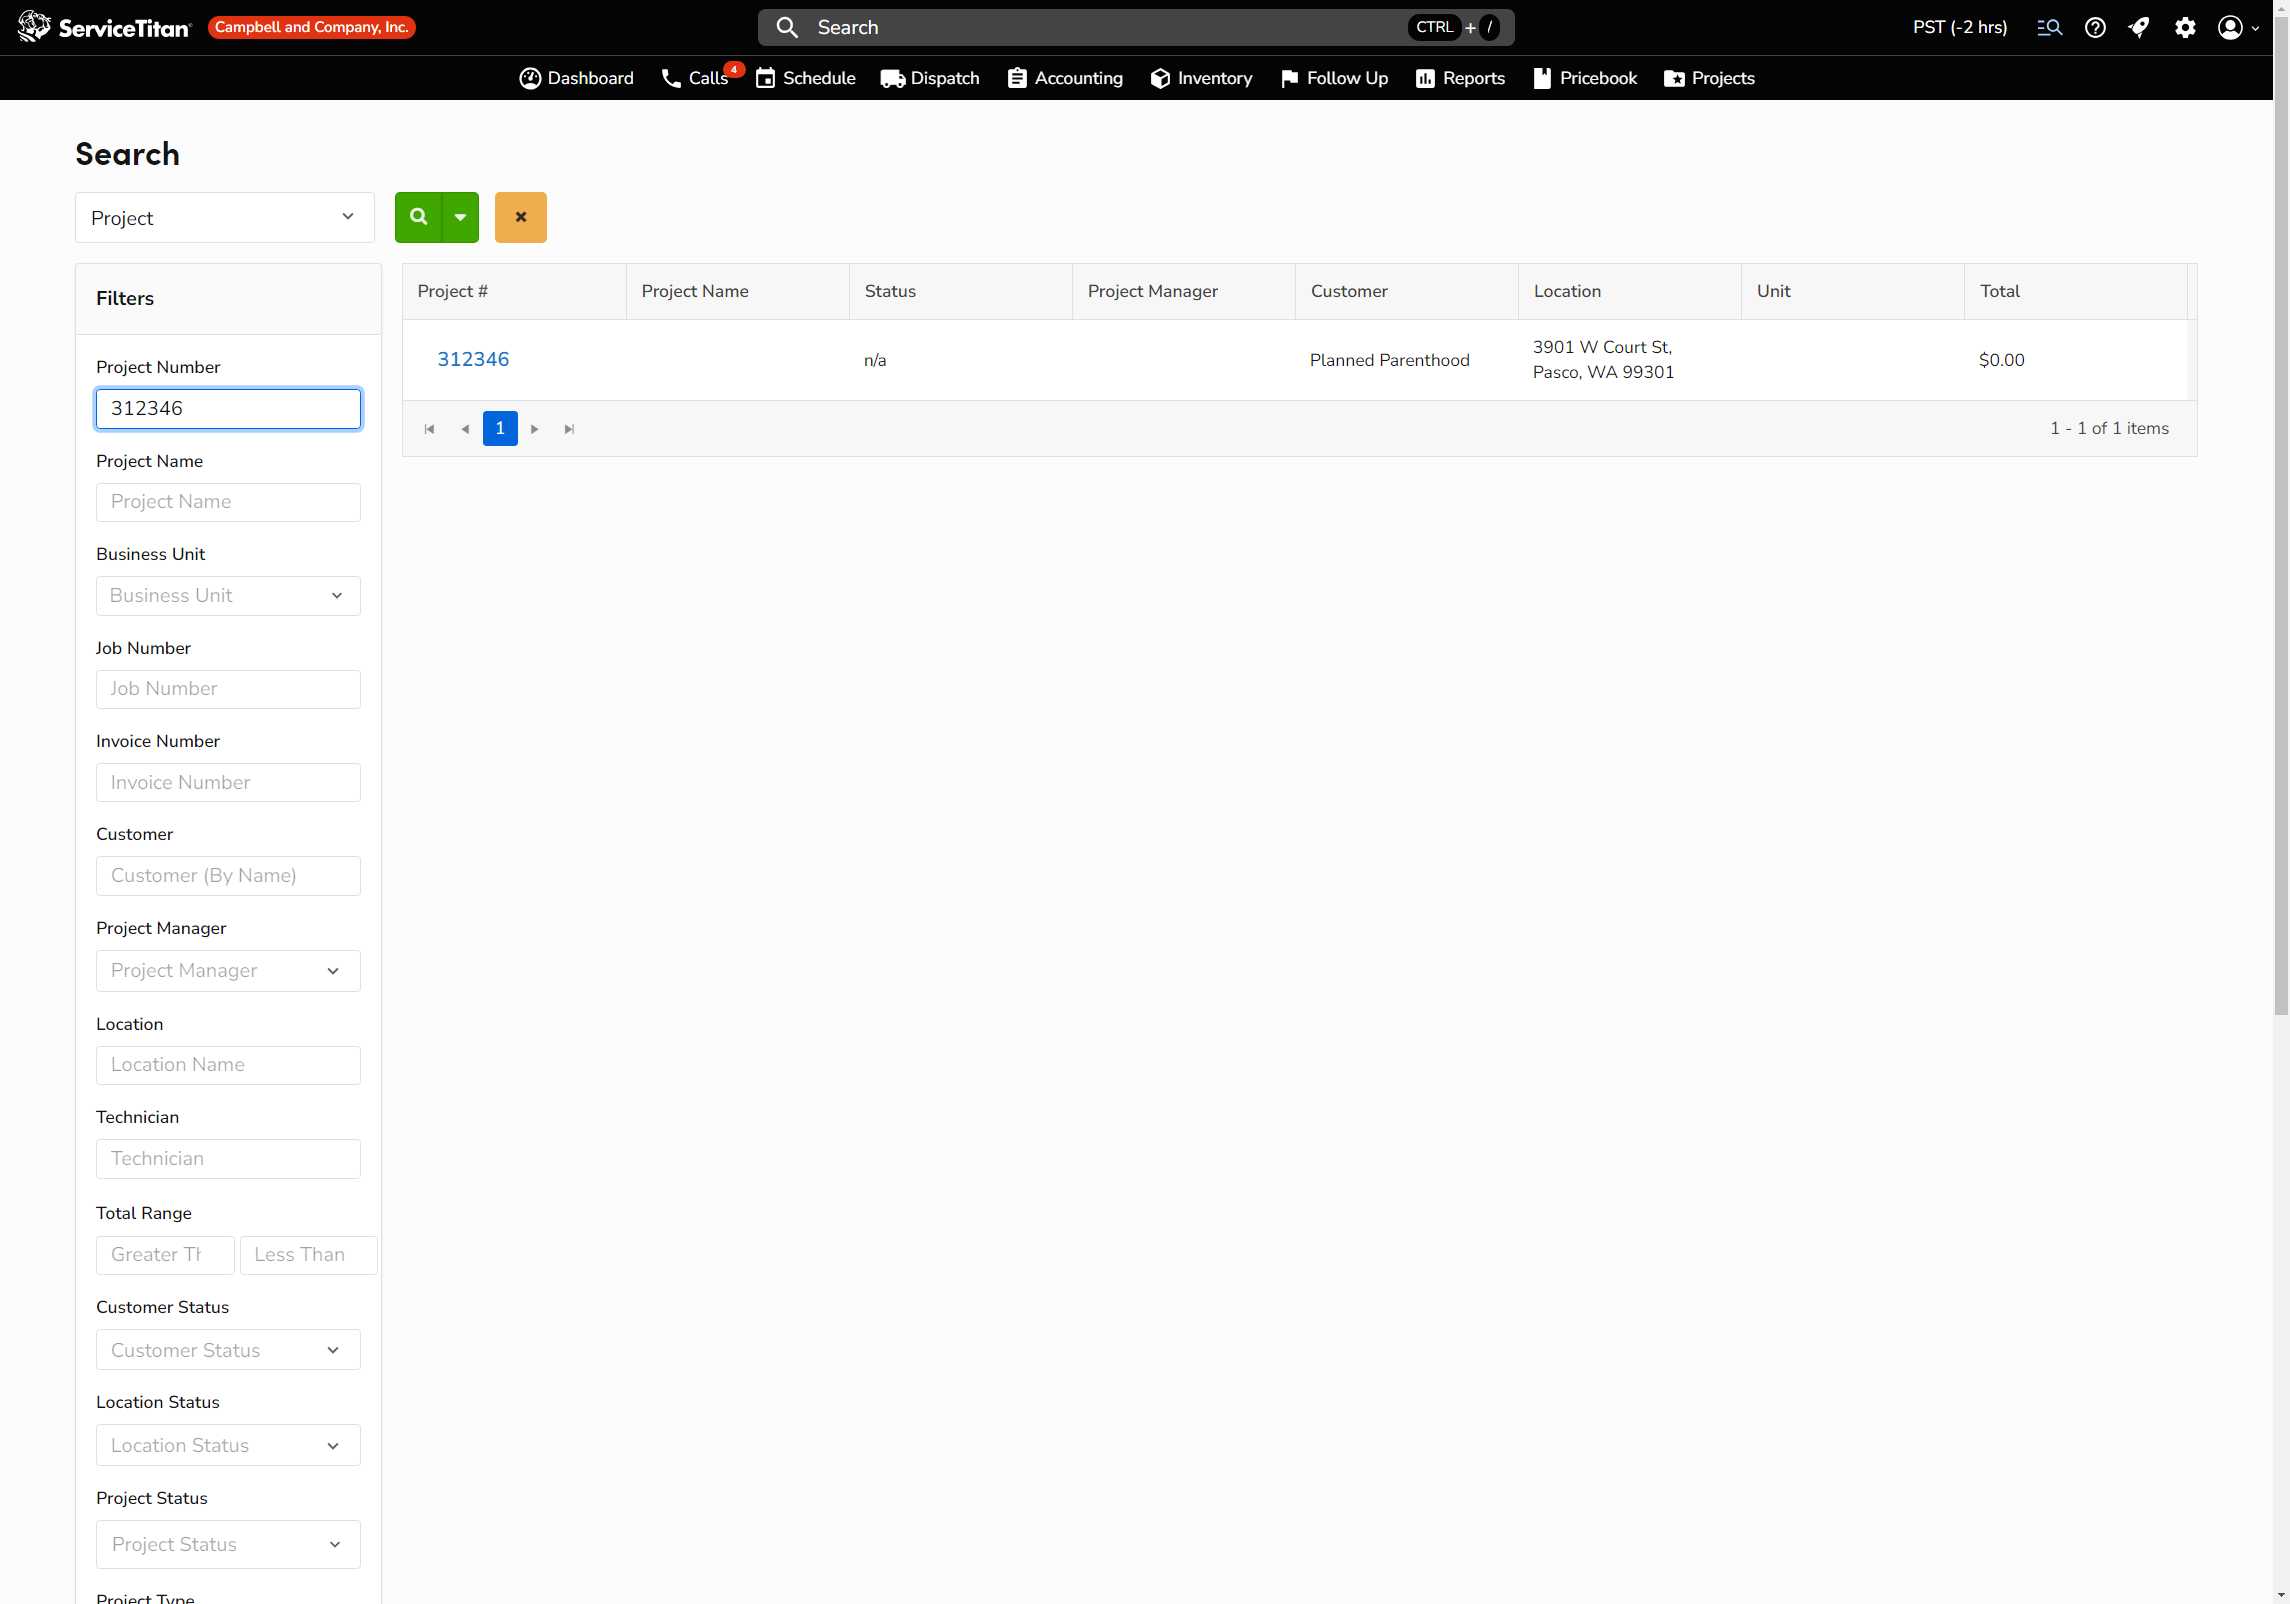 ServiceTitan
Campbell and Company, Inc.
Search
CTRL + /
PST (-2 hrs)
Dashboard
Calls
4
Schedule
Dispatch
Accounting
Inventory
Follow Up
Reports
Pricebook
Projects
Search
Project
Filters
Project Number
312346
Project Name
Project Name
Business Unit
Business Unit
Job Number
Job Number
Invoice Number
Invoice Number
Customer
Customer (By Name)
Project Manager
Project Manager
Location
Location Name
Technician
Technician
Total Range
Greater Th
Less Than
Customer Status
Customer Status
Location Status
Location Status
Project Status
Project Status
Project Type
Project # Project Name Status Project Manager Customer Location Unit Total
312346 n/a Planned Parenthood 3901 W Court St, $0.00
Pasco, WA 99301
1
1 - 1 of 1 items